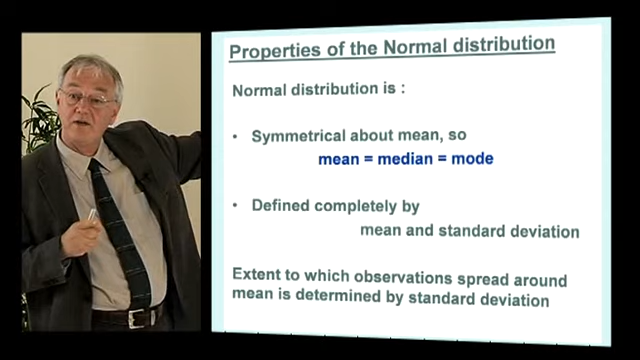 Properties of the Normal distribution
Normal distribution is :
• Symmetrical about mean, so
mean = median = mode
• Defined completely by
mean and standard deviation
Extent to which observations spread around
mean is determined by standard deviation